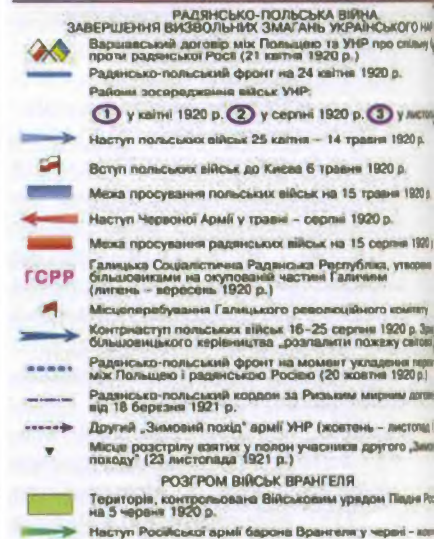 РАДЯНСЬКО-ПОЛЬСЬКА ВІЙНА.
ЗАВЕРШЕННЯ ВИЗВОЛЬНИХ ЗМАГАНЬ УКРАЇНСЬКОГО
Варшавський договір між Польщею та УНР про
проти радянської Росії (21 квітня 1920 р.)
Радянсько-польський фронт на 24 квітня 1920 р.
Райони зосередження військ УНР:
1 у квітні 1920 р. 2 у серпні 1920 р. 3 у
Наступ польських військ 25 квітня – 14 травня 1920 р.
Вступ польських військ до Києва 6 травня 1920 р.
Межа просування польських військ на 15 травня 1920
Наступ Червоної Армії у травні – серпні 1920 р.
Межа просування радянських військ на 15 серпня 1920
ГСРР Галицька Соціалістична Радянська Республіка,
більшовиками на окупованій частині Галичини
(липень – вересень 1920 р.)
Місцеперебування Галицького революційного комітету
Контрнаступ польських військ 16–25 серпня 1920 р.
більшовицького керівництва „розпалити пожежу
Радянсько-польський фронт на момент укладення
між Польщею і радянською Росією (20 жовтня 1920 р.)
Радянсько-польський кордон за Ризьким мирним
від 18 березня 1921 р.
Другий „Зимовий похід" армії УНР (жовтень –
Місце розстрілу взятих у полон учасників другого
походу" (23 листопада 1921 р.)
РОЗГРОМ ВІЙСЬК ВРАНГЕЛЯ
Територія, контрольована Військовим урядом Півдня
на 5 червня 1920 р.
Наступ Російської армії барона Врангеля у червні –